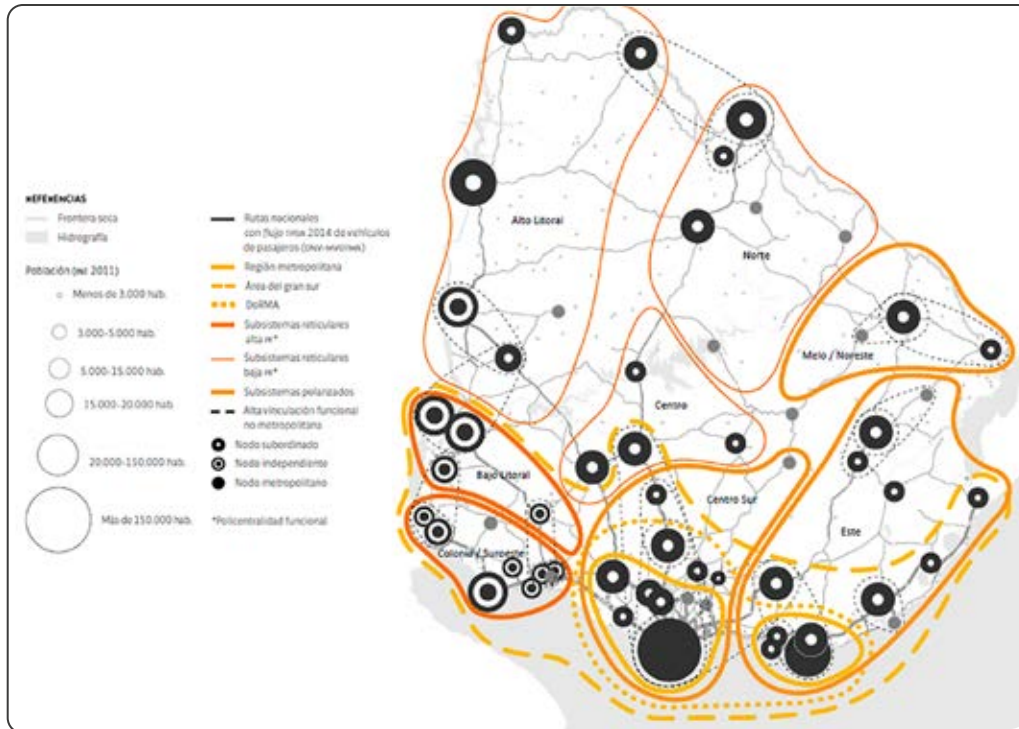 REFERENCIAS
Frontera seca
Hidrografía
Población (INE 2011)
Menos de 3.000 hab.
3.000-5.000 hab.
5.000-15.000 hab.
15.000-20.000 hab.
20.000-150.000 hab.
Más de 150.000 hab.
Rutas nacionales
con flujo 2014 de vehículos
de pasajeros
Región metropolitana
Área del gran sur
DoRMA
Subsistemas reticulares
alta PF*
Subsistemas reticulares
baja PF*
Subsistemas polarizados
Alta vinculación funcional
no metropolitana
Nodo subordinado
Nodo independiente
Nodo metropolitano
*Policentralidad funcional
Alto Litoral
Norte
Melo / Noreste
Centro
Bajo Litoral
Centro Sur
Este
Colonia / Suroeste